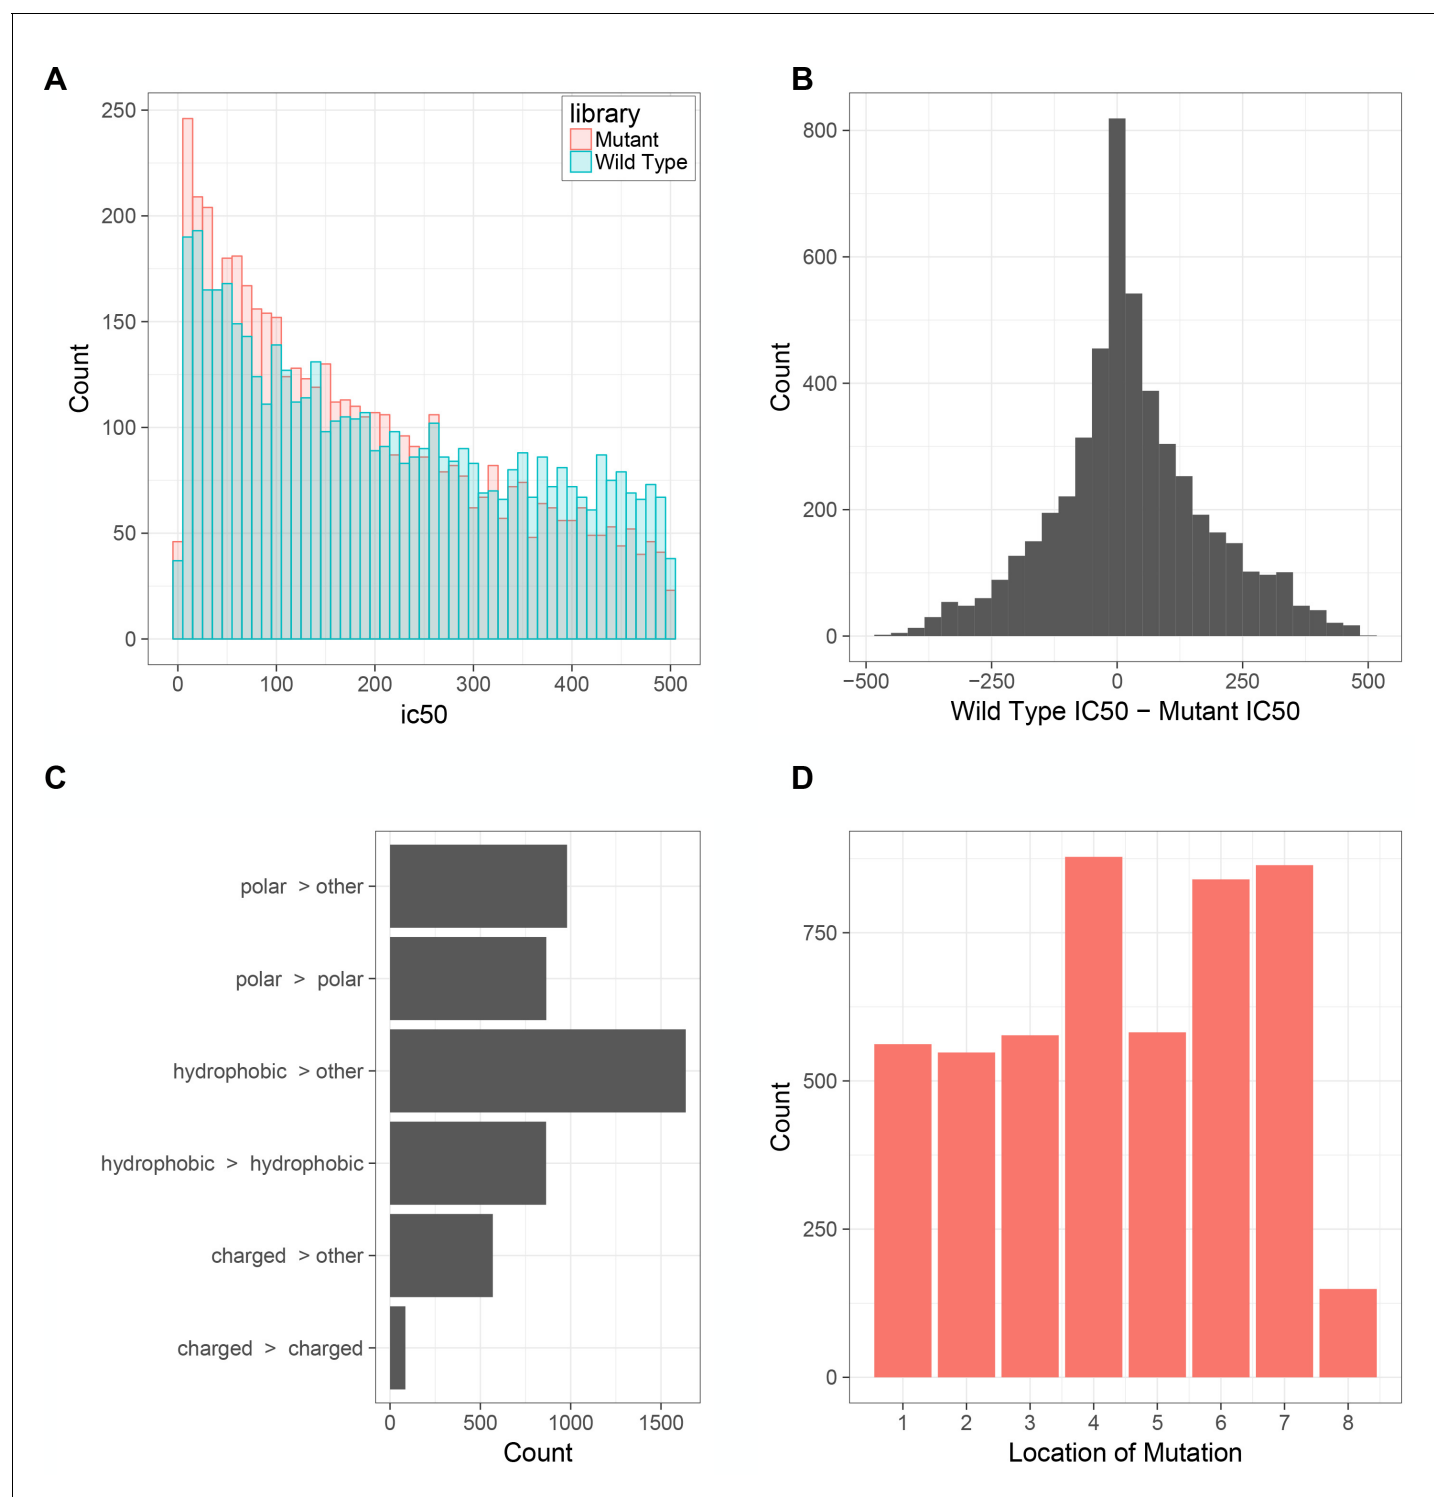 A
250
200
150
100
50
0
Count
library
Mutant
Wild Type
0 100 200 300 400 500
ic50
B
800
600
400
200
0
Count
−500 −250 0 250 500
Wild Type IC50 − Mutant IC50
C
polar > other
polar > polar
hydrophobic > other
hydrophobic > hydrophobic
charged > other
charged > charged
0 500 1000 1500
Count
D
750
500
250
0
Count
1 2 3 4 5 6 7 8
Location of Mutation